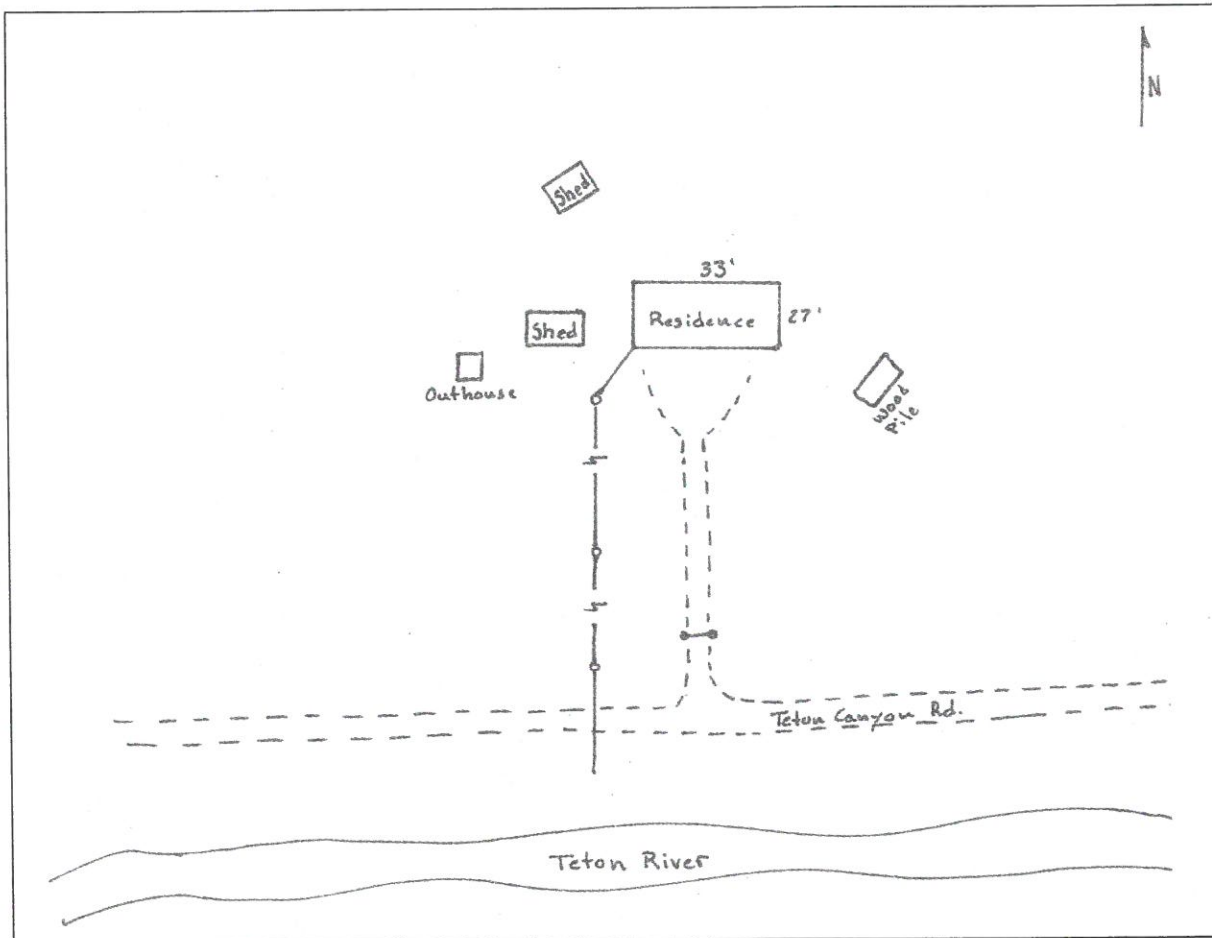 N
Shed
33'
Residence
27'
Shed
Outhouse
Wood
Pile
Teton Canyon Rd.
Teton River